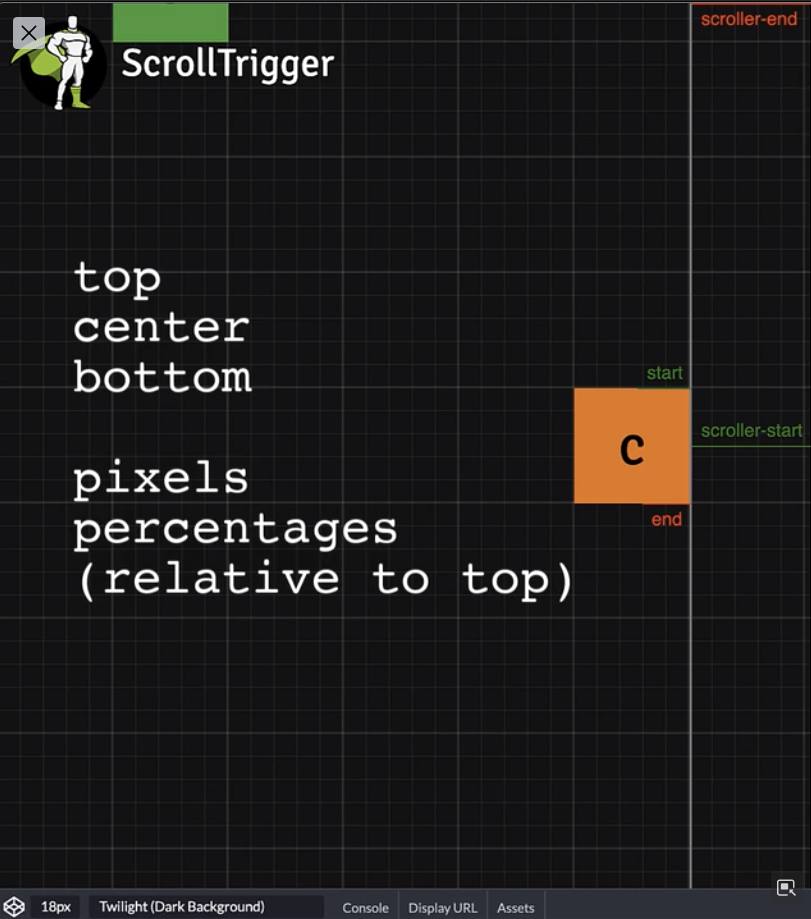 scroller-end
ScrollTrigger
top
center
bottom
start
C
scroller-start
pixels
end
percentages
(relative to top)
18px
Twilight (Dark Background)
Console
Display URL
Assets